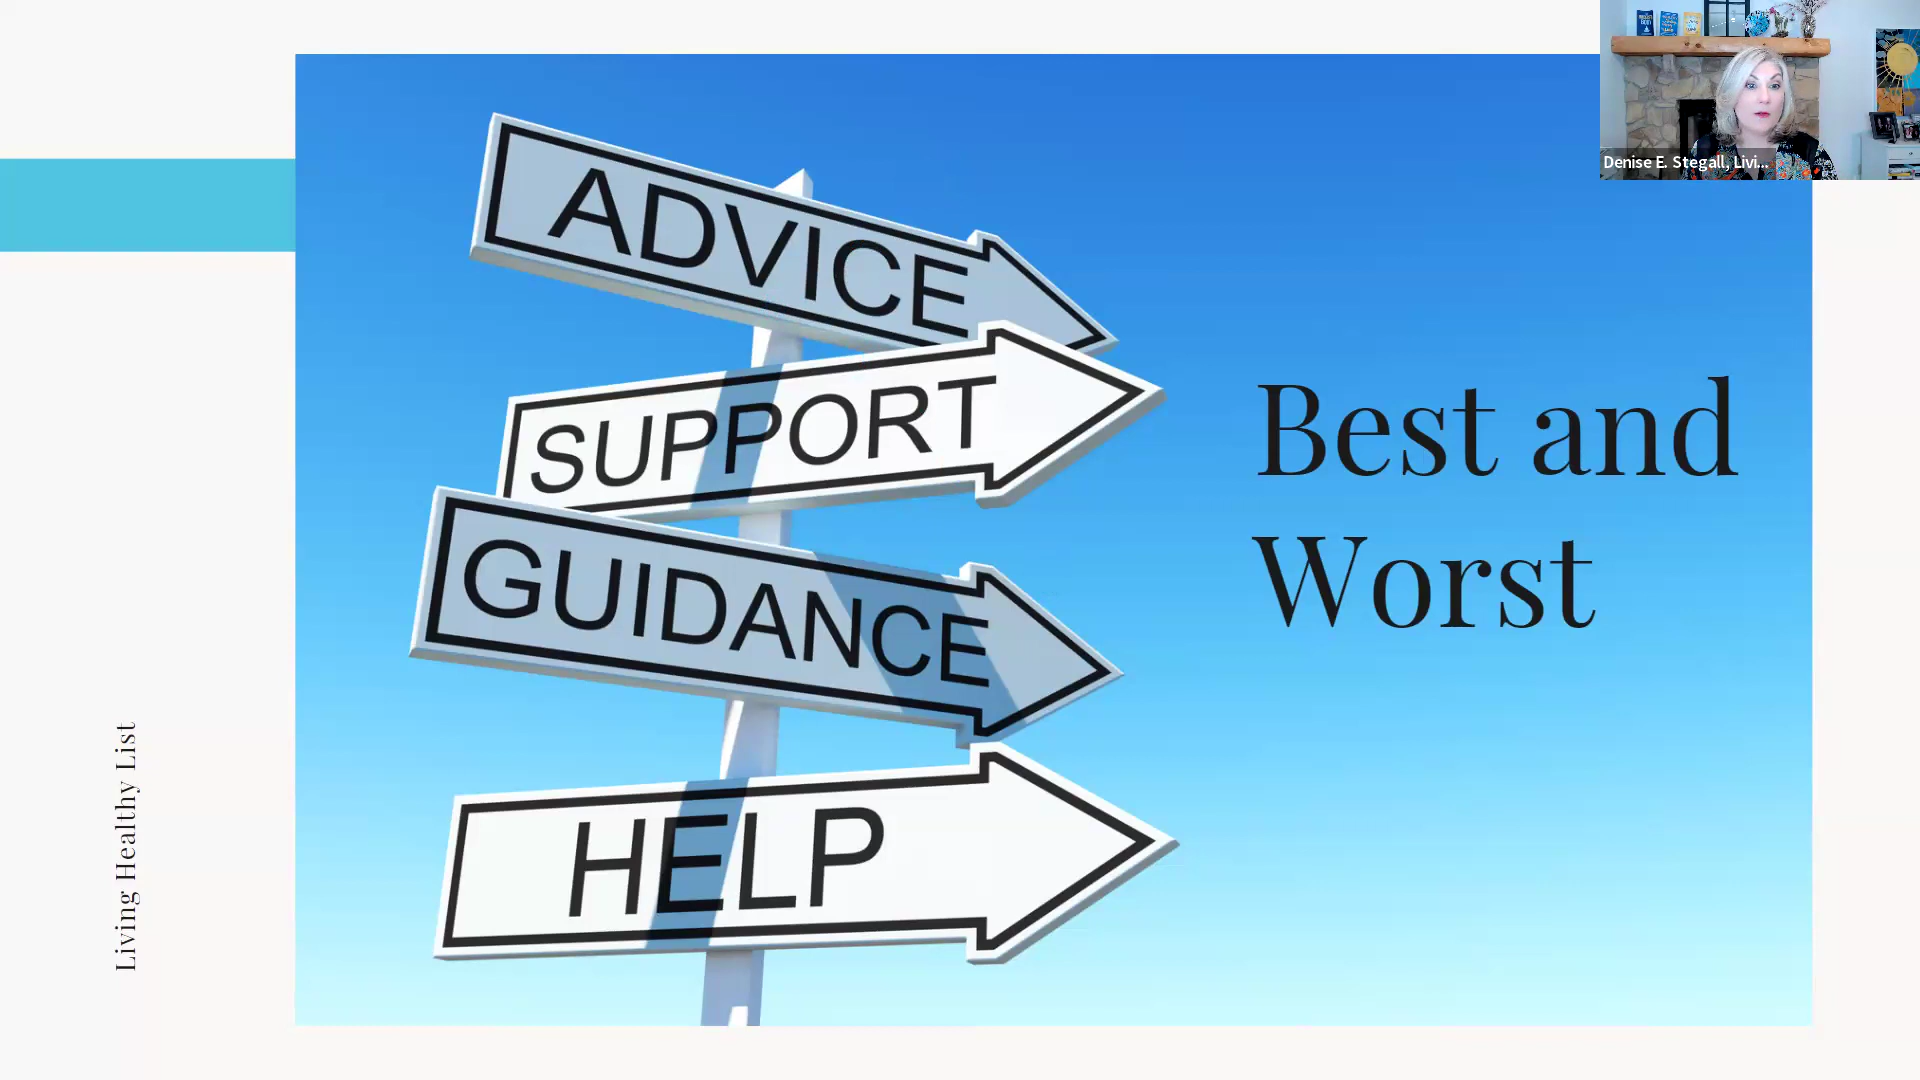 Denise E. Stegall, Livi...
ADVICE
SUPPORT
GUIDANCE
HELP
Best and
Worst
Living Healthy List